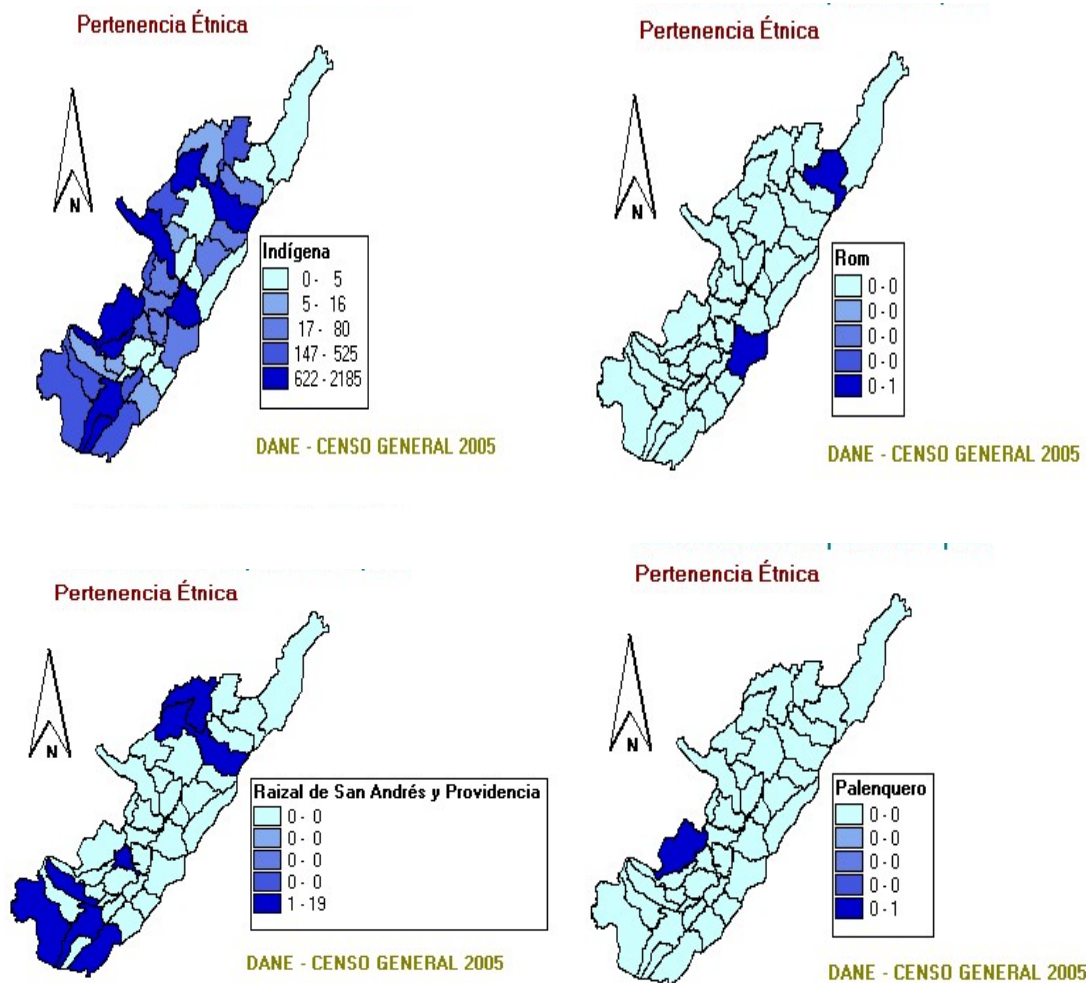 Pertenencia Étnica
N
Indígena
0 - 5
5 - 16
17 - 80
147 - 525
622 - 2185
DANE - CENSO GENERAL 2005
Pertenencia Étnica
N
Rom
0 - 0
0 - 0
0 - 0
0 - 0
0 - 1
DANE - CENSO GENERAL 2005
Pertenencia Étnica
N
Raizal de San Andrés y Providencia
0 - 0
0 - 0
0 - 0
0 - 0
1 - 19
DANE - CENSO GENERAL 2005
Pertenencia Étnica
N
Palenquero
0 - 0
0 - 0
0 - 0
0 - 0
0 - 1
DANE - CENSO GENERAL 2005